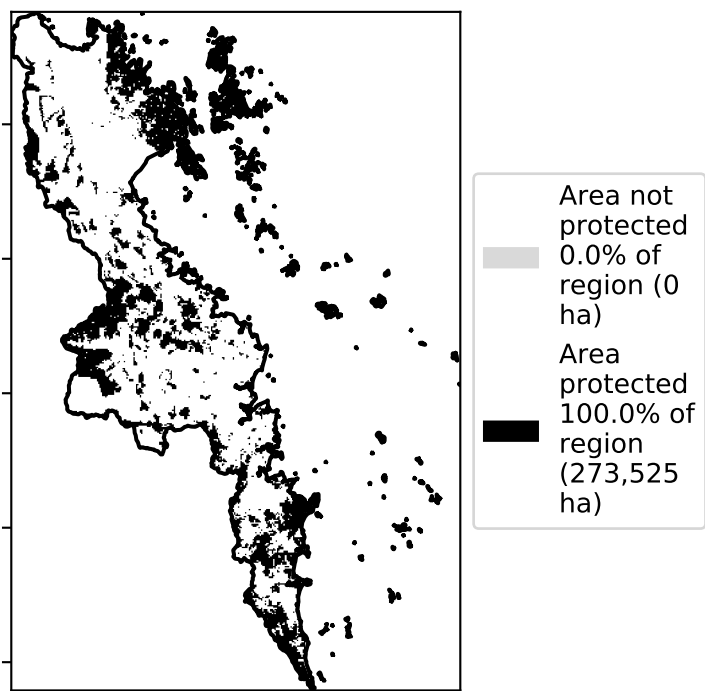 Area not
protected
0.0% of
region (0
ha)
Area
protected
100.0% of
region
(273,525
ha)